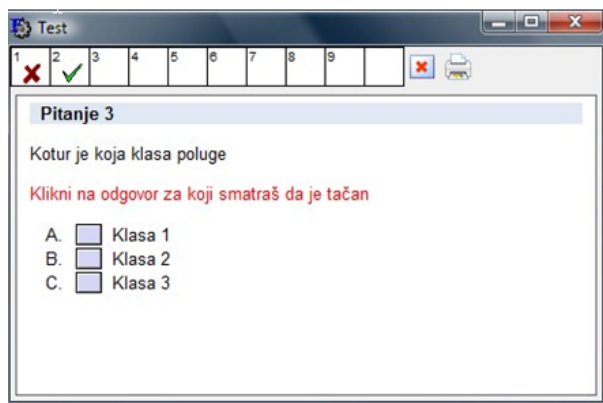 Test
1 2 3 4 5 6 7 8 9
Pitanje 3
Kotur je koja klasa poluge
Klikni na odgovor za koji smatraš da je tačan
A. Klasa 1
B. Klasa 2
C. Klasa 3